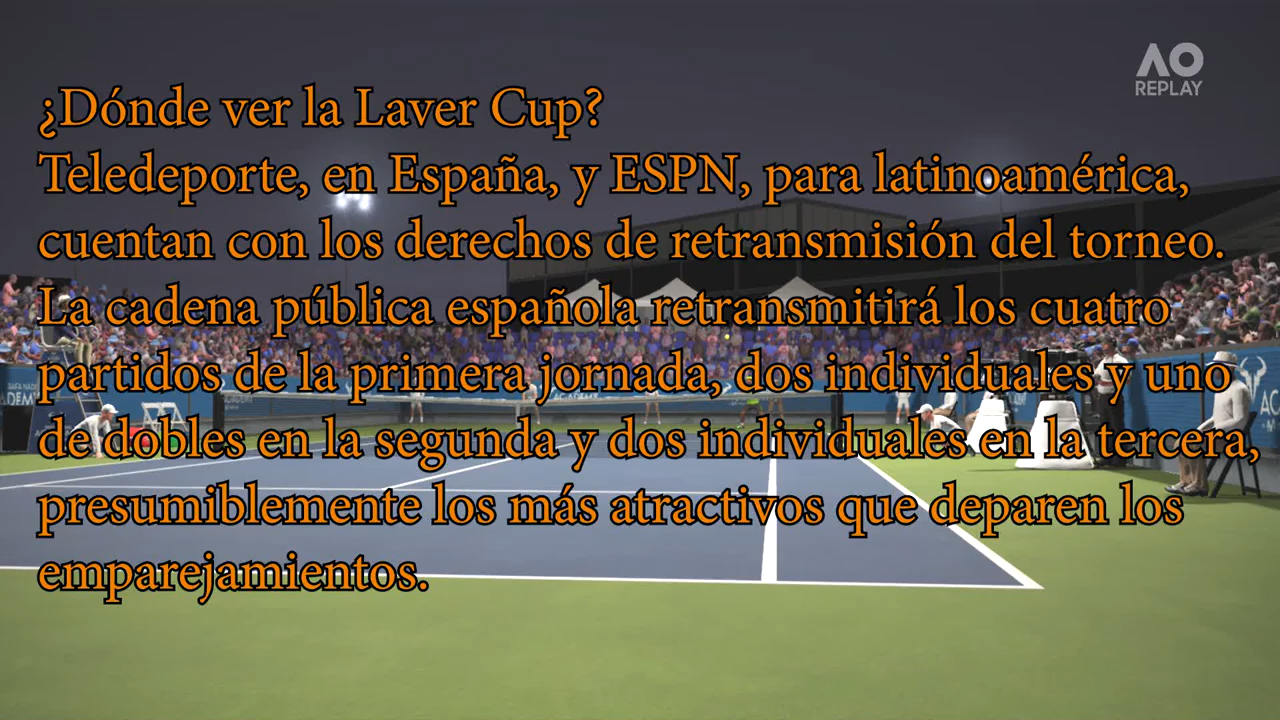 AO
REPLAY
¿Dónde ver la Laver Cup?
Teledeporte, en España, y ESPN, para latinoamérica,
cuentan con los derechos de retransmisión del torneo.
La cadena pública española retransmitirá los cuatro
partidos de la primera jornada, dos individuales y uno
de dobles en la segunda y dos individuales en la tercera,
presumiblemente los más atractivos que deparen los
emparejamientos.